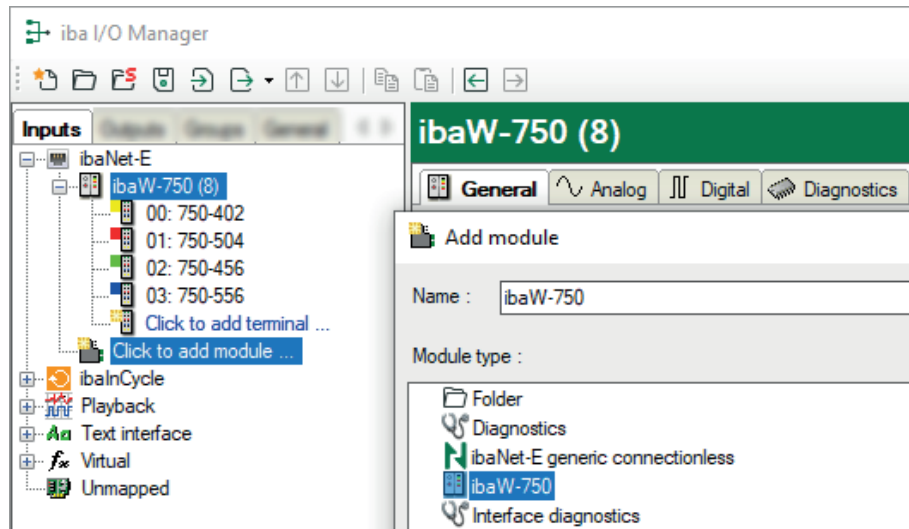 iba I/O Manager
Inputs
ibaNet-E
ibaW-750 (8)
00: 750-402
01: 750-504
02: 750-456
03: 750-556
Click to add terminal ...
Click to add module ...
ibaInCycle
Playback
Text interface
Virtual
Unmapped
ibaW-750 (8)
General Analog Digital Diagnostics
Add module
Name : ibaW-750
Module type :
Folder
Diagnostics
ibaNet-E generic connectionless
ibaW-750
Interface diagnostics